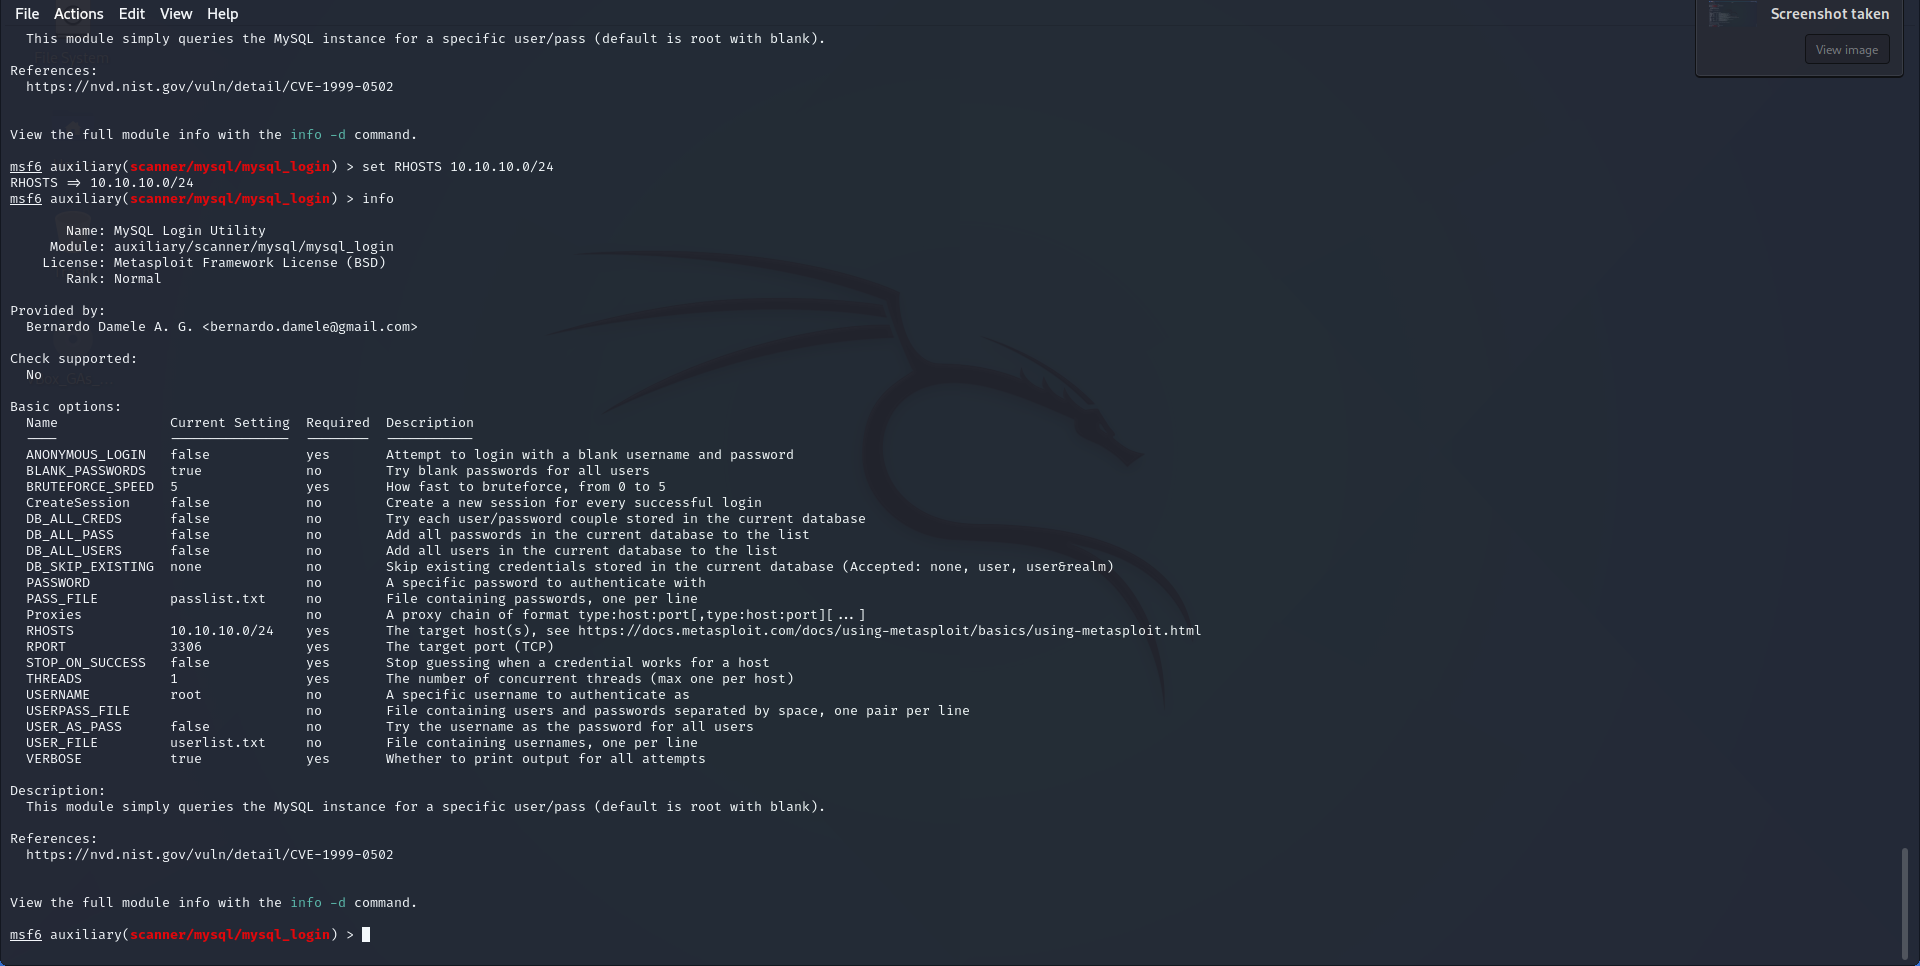 File Actions Edit View Help
Screenshot taken
View image
This module simply queries the MySQL instance for a specific user/pass (default is root with blank).
References:
https://nvd.nist.gov/vuln/detail/CVE-1999-0502
View the full module info with the info -d command.
msf6 auxiliary(scanner/mysql/mysql_login) > set RHOSTS 10.10.10.0/24
RHOSTS => 10.10.10.0/24
msf6 auxiliary(scanner/mysql/mysql_login) > info
Name: MySQL Login Utility
Module: auxiliary/scanner/mysql/mysql_login
License: Metasploit Framework License (BSD)
Rank: Normal
Provided by:
Bernardo Damele A. G. <bernardo.damele@gmail.com>
Check supported:
No
Basic options:
Name Current Setting Required Description
---- --------------- -------- -----------
ANONYMOUS_LOGIN false yes Attempt to login with a blank username and password
BLANK_PASSWORDS true no Try blank passwords for all users
BRUTEFORCE_SPEED 5 yes How fast to bruteforce, from 0 to 5
CreateSession false no Create a new session for every successful login
DB_ALL_CREDS false no Try each user/password couple stored in the current database
DB_ALL_PASS false no Add all passwords in the current database to the list
DB_ALL_USERS false no Add all users in the current database to the list
DB_SKIP_EXISTING none no Skip existing credentials stored in the current database (Accepted: none, user, user&realm)
PASSWORD no A specific password to authenticate with
PASS_FILE passlist.txt no File containing passwords, one per line
Proxies no A proxy chain of format type:host:port[,type:host:port][...]
RHOSTS 10.10.10.0/24 yes The target host(s), see https://docs.metasploit.com/docs/using-metasploit/basics/using-metasploit.html
RPORT 3306 yes The target port (TCP)
STOP_ON_SUCCESS false yes Stop guessing when a credential works for a host
THREADS 1 yes The number of concurrent threads (max one per host)
USERNAME root no A specific username to authenticate as
USERPASS_FILE no File containing users and passwords separated by space, one pair per line
USER_AS_PASS false no Try the username as the password for all users
USER_FILE userlist.txt no File containing usernames, one per line
VERBOSE true yes Whether to print output for all attempts
Description:
This module simply queries the MySQL instance for a specific user/pass (default is root with blank).
References:
https://nvd.nist.gov/vuln/detail/CVE-1999-0502
View the full module info with the info -d command.
msf6 auxiliary(scanner/mysql/mysql_login) >